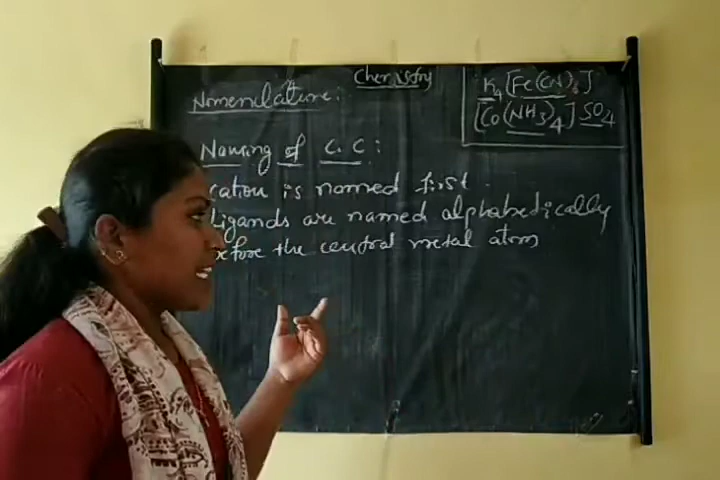 Chemistry
Nomenclature:
K4[Fe(CN)6]
[Co(NH3)4]SO4
Naming of C.C:
cation is named first.
Ligands are named alphabetically
the central metal atom